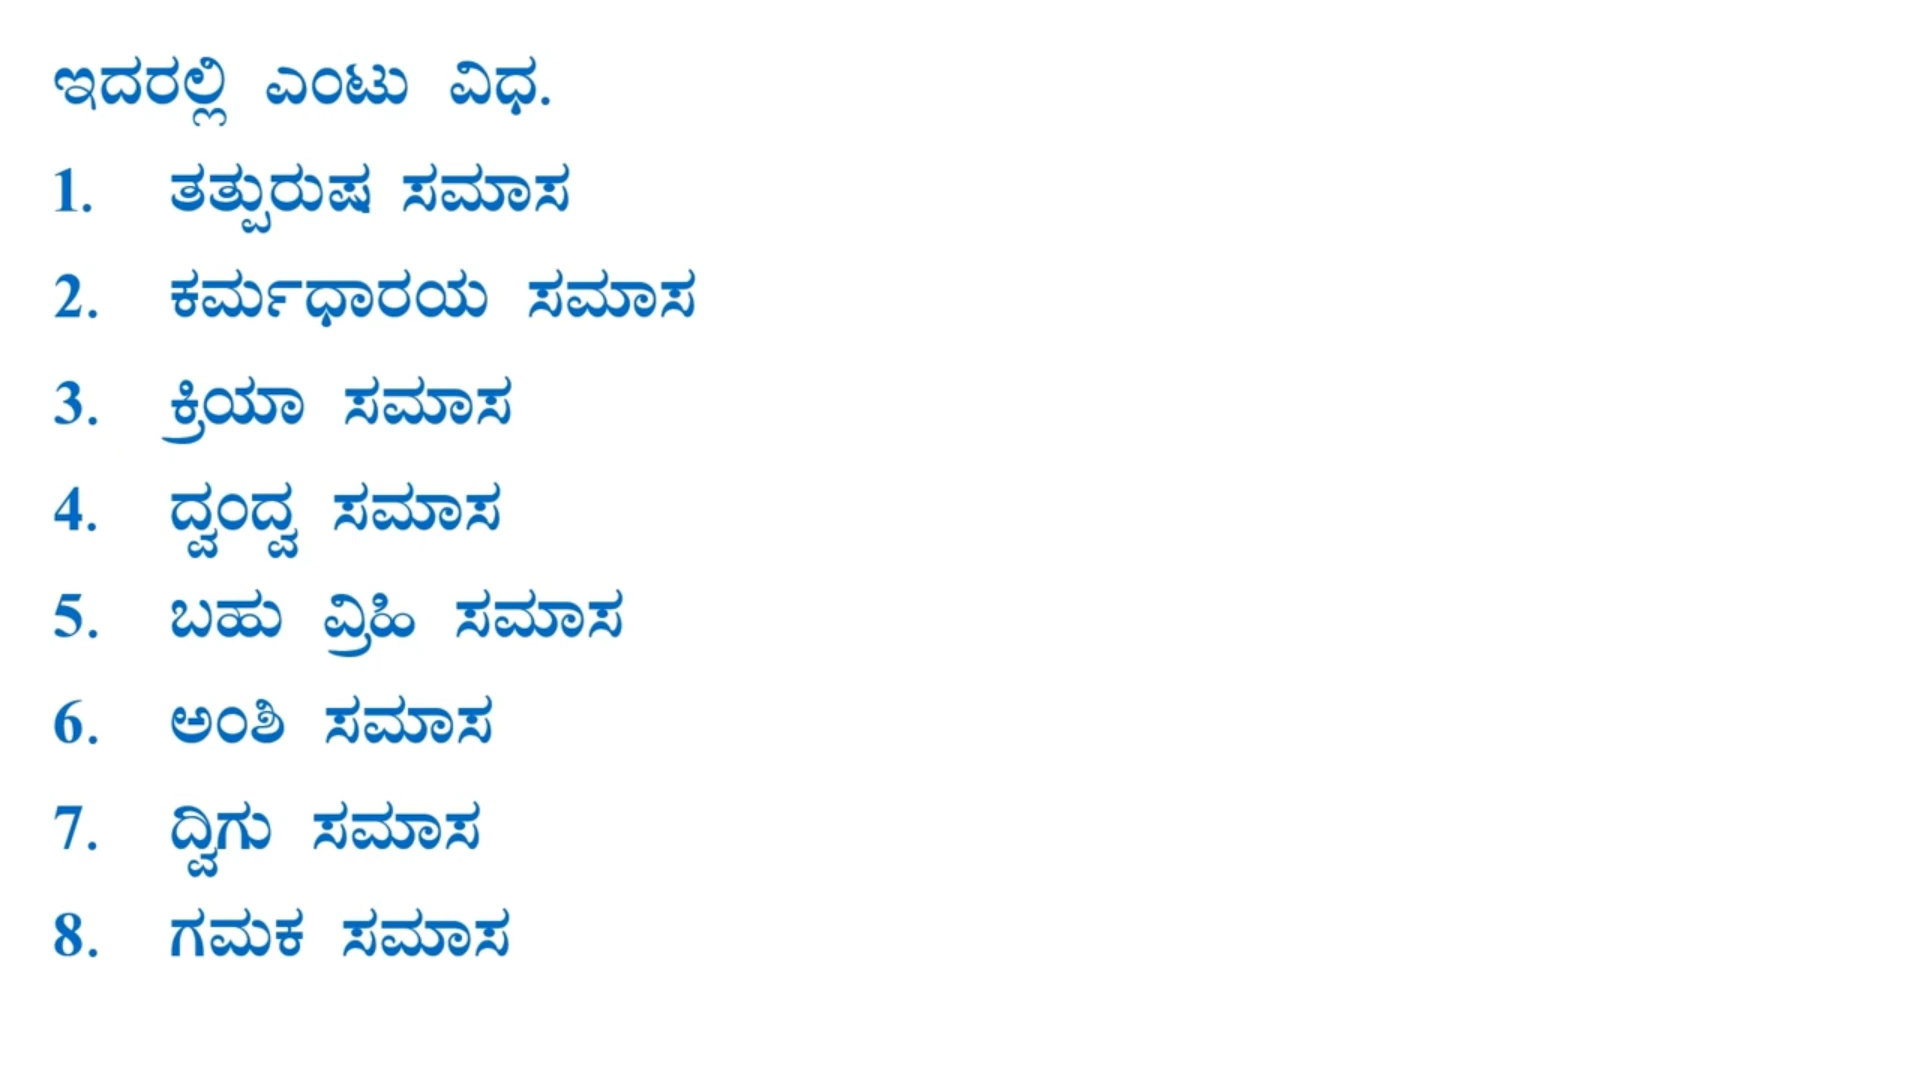 ಇದರಲ್ಲಿ ಎಂಟು ವಿಧ.
1. ತತ್ಪುರುಷ ಸಮಾಸ
2. ಕರ್ಮಧಾರಯ ಸಮಾಸ
3. ಕ್ರಿಯಾ ಸಮಾಸ
4. ದ್ವಂದ್ವ ಸಮಾಸ
5. ಬಹು ವ್ರಿಹಿ ಸಮಾಸ
6. ಅಂಶಿ ಸಮಾಸ
7. ದ್ವಿಗು ಸಮಾಸ
8. ಗಮಕ ಸಮಾಸ